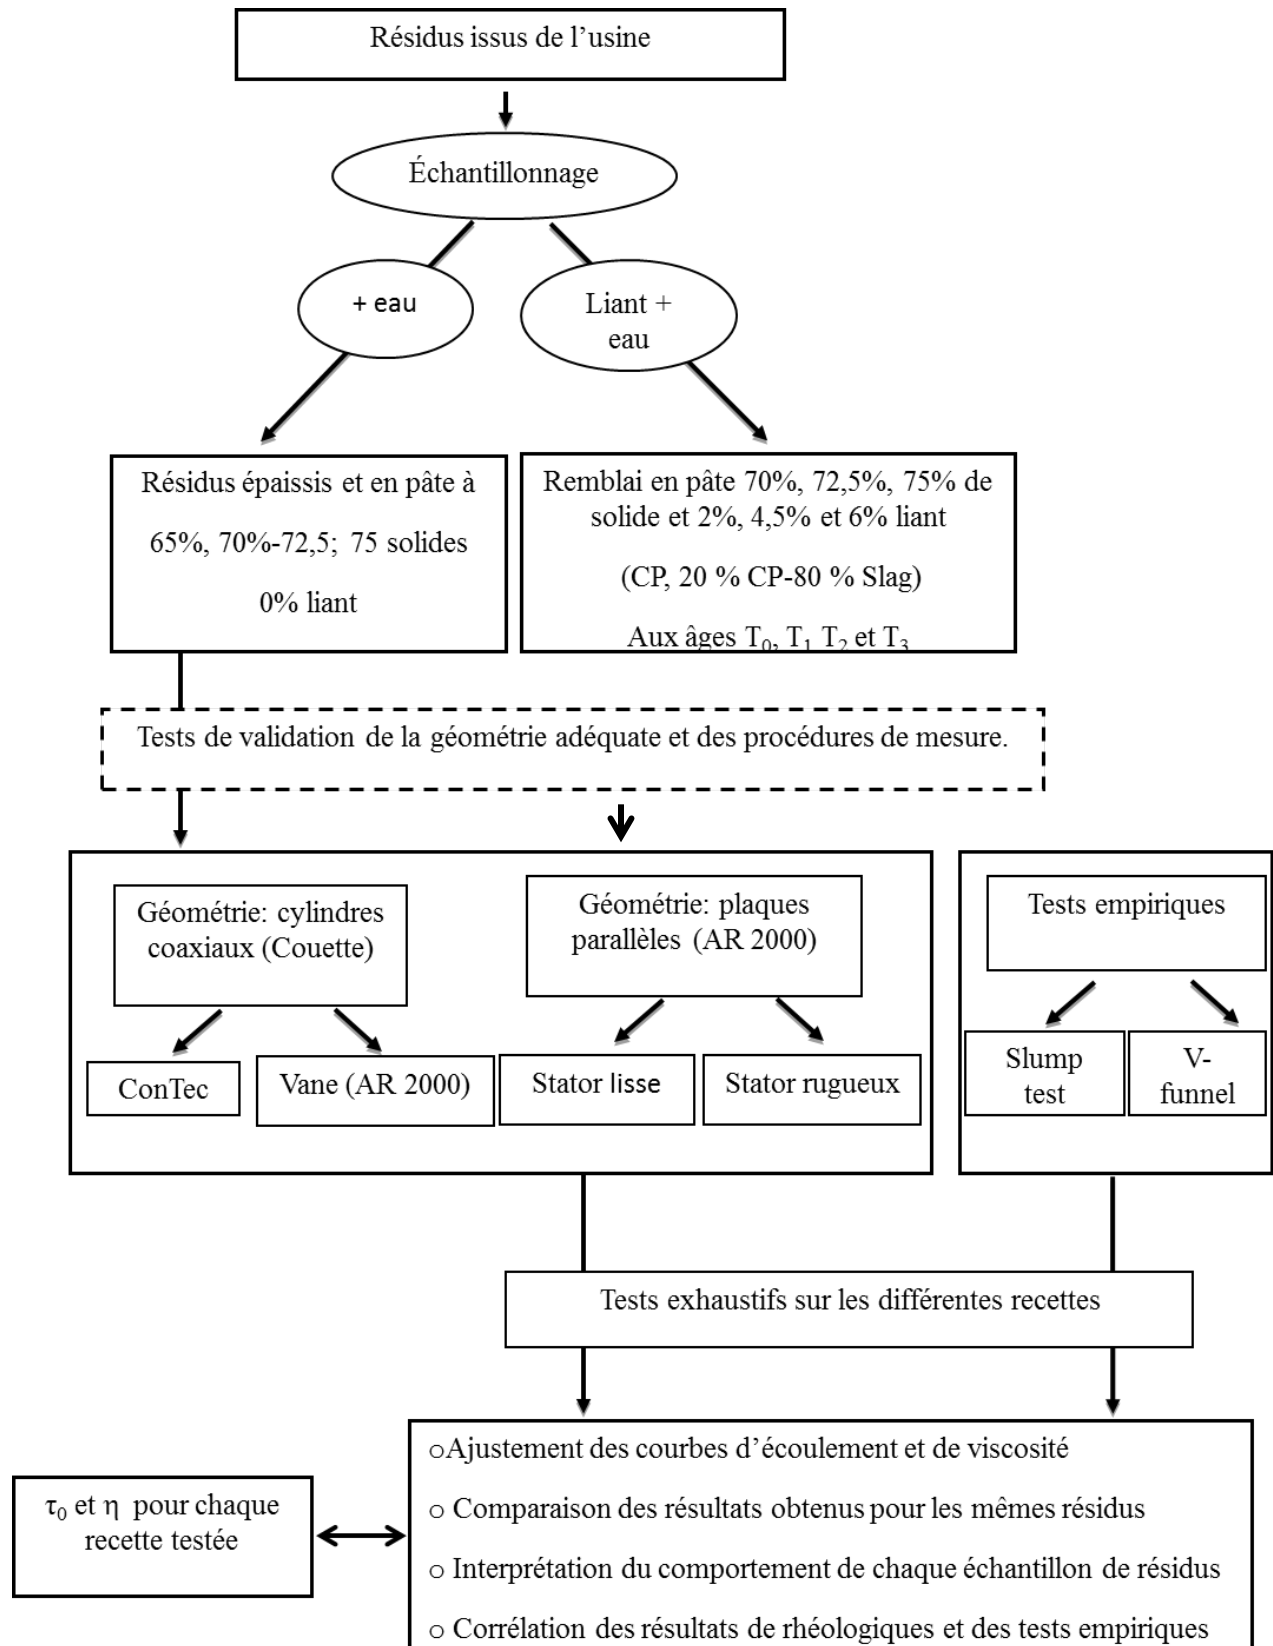 Résidus issus de l’usine
Échantillonnage
+ eau
Liant +
eau
Résidus épaissis et en pâte à
65%, 70%-72,5; 75 solides
0% liant
Remblai en pâte 70%, 72,5%, 75% de
solide et 2%, 4,5% et 6% liant
(CP, 20 % CP-80 % Slag)
Aux âges T0, T1 T2 et T3
Tests de validation de la géométrie adéquate et des procédures de mesure.
Géométrie: cylindres
coaxiaux (Couette)
Géométrie: plaques
parallèles (AR 2000)
Tests empiriques
ConTec
Vane (AR 2000)
Stator lisse
Stator rugueux
Slump
test
V-
funnel
Tests exhaustifs sur les différentes recettes
τ0 et η pour chaque
recette testée
oAjustement des courbes d’écoulement et de viscosité
o Comparaison des résultats obtenus pour les mêmes résidus
o Interprétation du comportement de chaque échantillon de résidus
o Corrélation des résultats de rhéologiques et des tests empiriques